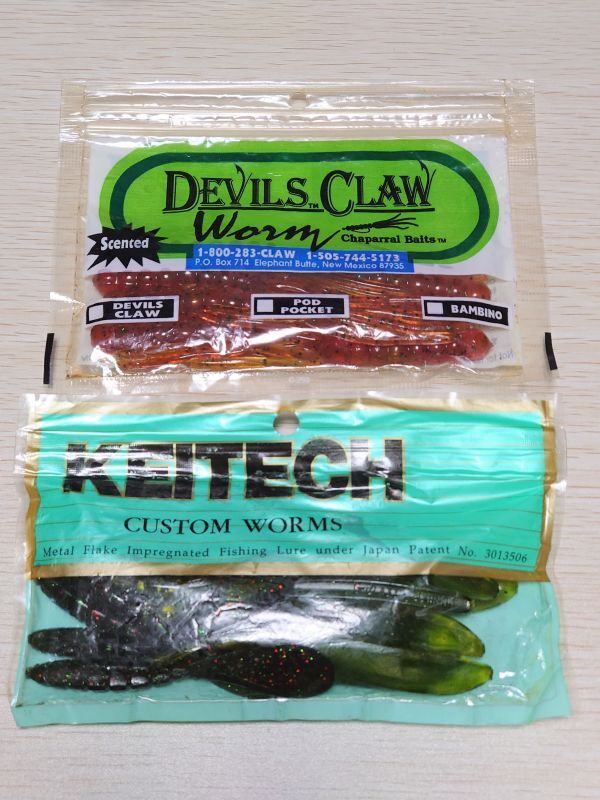 DEVILS CLAW TM
Worm
Chaparral Baits TM
Scented
1-800-283-CLAW 1-505-744-5173
P.O. Box 714 Elephant Butte, New Mexico 87935
DEVILS CLAW
POD POCKET
BAMBINO
KEITECH
CUSTOM WORMS
Metal Flake Impregnated Fishing Lure under Japan Patent No. 3013506